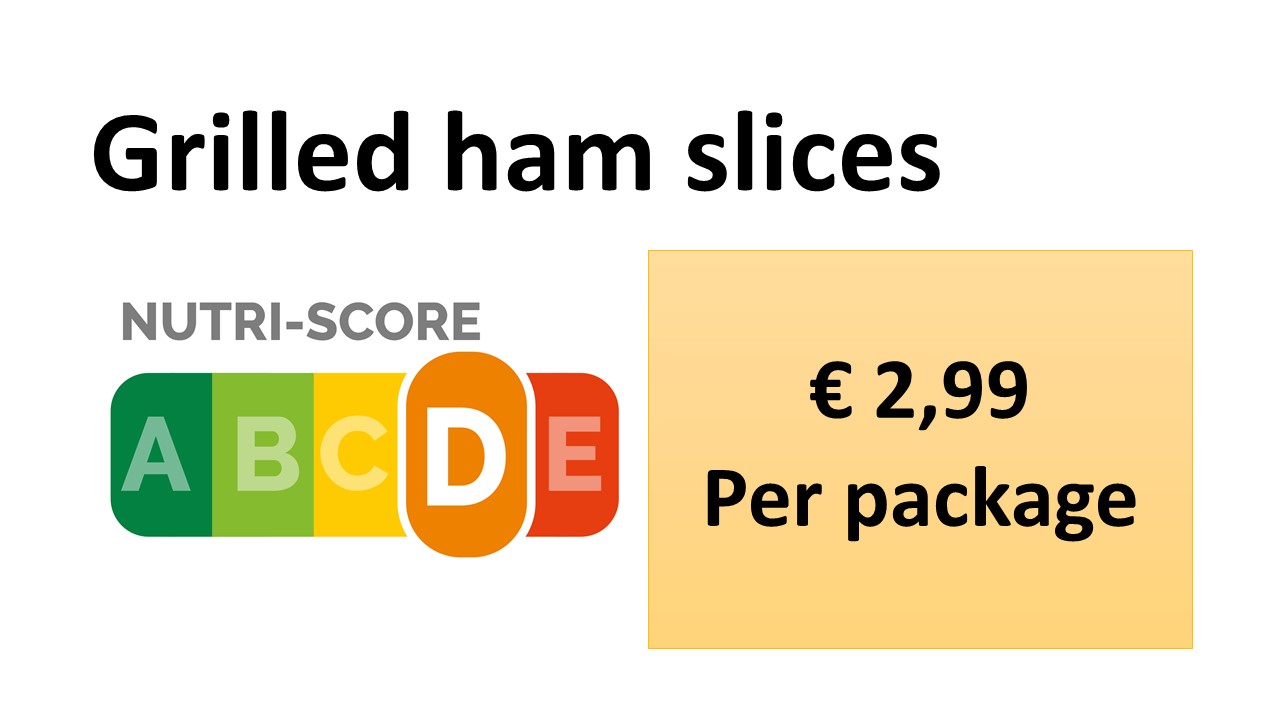 Grilled ham slices
NUTRI-SCORE
A B C D E
€ 2,99
Per package